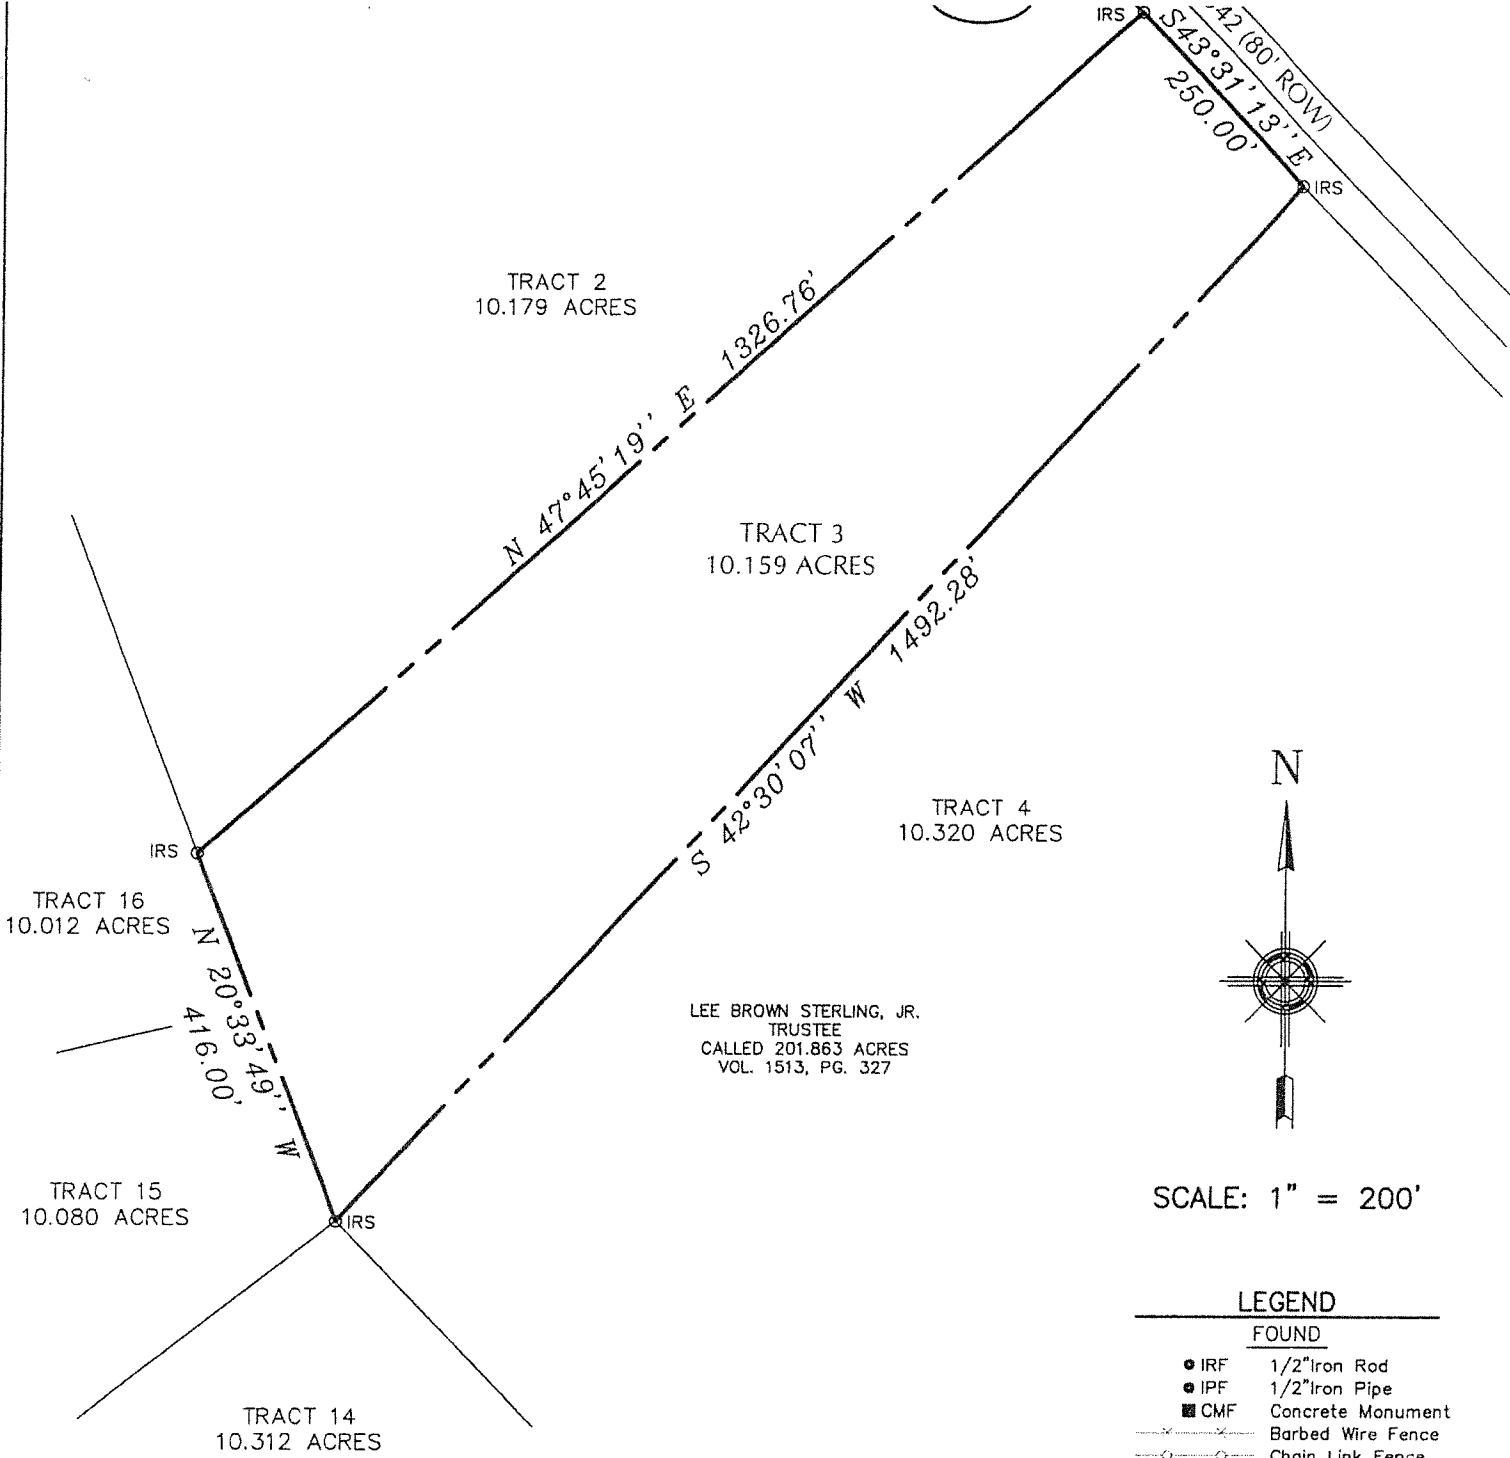 IRS
S43°31'13''E
250.00'
42 (80' ROW)
IRS
TRACT 2
10.179 ACRES
N 47°45'19'' E 1326.76'
TRACT 3
10.159 ACRES
S 42°30'07'' W 1492.28'
TRACT 4
10.320 ACRES
N
IRS
TRACT 16
10.012 ACRES
N 20°33'49'' W
416.00'
LEE BROWN STERLING, JR.
TRUSTEE
CALLED 201.863 ACRES
VOL. 1513, PG. 327
TRACT 15
10.080 ACRES
IRS
SCALE: 1" = 200'
TRACT 14
10.312 ACRES
LEGEND
FOUND
IRF 1/2"Iron Rod
IPF 1/2"Iron Pipe
CMF Concrete Monument
Barbed Wire Fence
Chain Link Fence